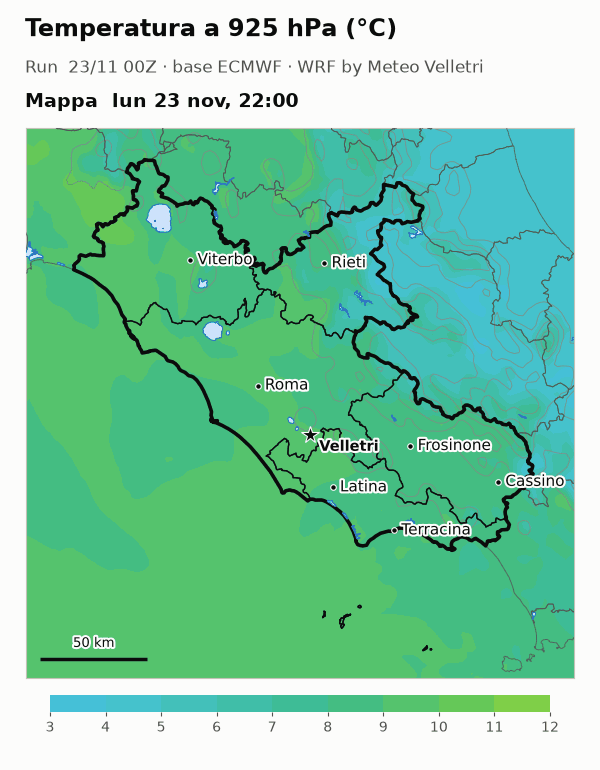 Temperatura a 925 hPa (°C)
Run  23/11 00Z · base ECMWF · WRF by Meteo Velletri
Mappa  lun 23 nov, 22:00
Viterbo
Rieti
Roma
Velletri
Frosinone
Cassino
Latina
Terracina
50 km
3 4 5 6 7 8 9 10 11 12